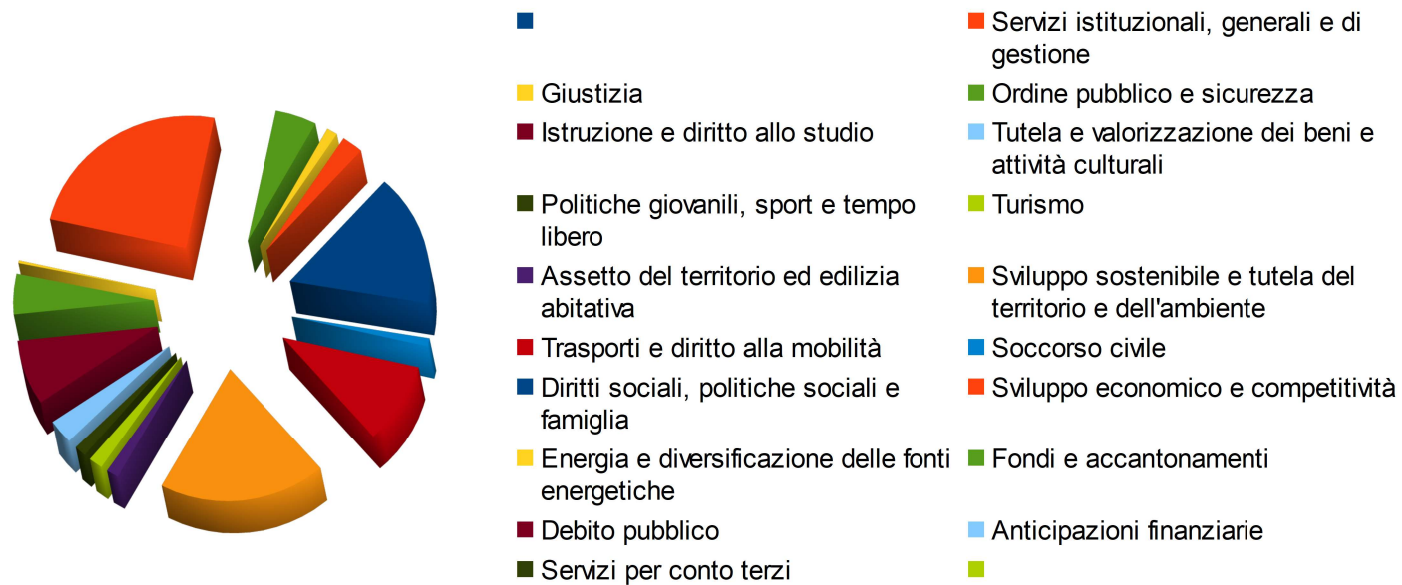 Servizi istituzionali, generali e di
gestione
Giustizia
Ordine pubblico e sicurezza
Istruzione e diritto allo studio
Tutela e valorizzazione dei beni e
attività culturali
Politiche giovanili, sport e tempo
libero
Turismo
Assetto del territorio ed edilizia
abitativa
Sviluppo sostenibile e tutela del
territorio e dell'ambiente
Trasporti e diritto alla mobilità
Soccorso civile
Diritti sociali, politiche sociali e
famiglia
Sviluppo economico e competitività
Energia e diversificazione delle fonti
energetiche
Fondi e accantonamenti
Debito pubblico
Anticipazioni finanziarie
Servizi per conto terzi